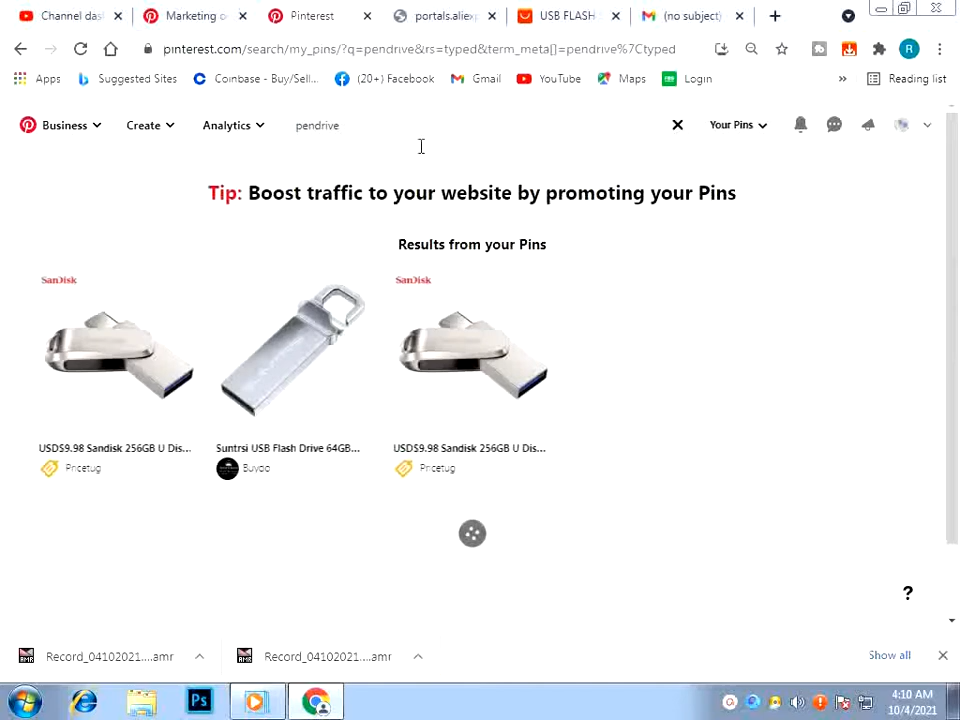 Channel das
Marketing o
Pinterest
portals.aliex
USB FLASH
(no subject)
pinterest.com/search/my_pins/?q=pendrive&rs=typed&term_meta[]=pendrive%7Ctyped
R
Apps
Suggested Sites
Coinbase - Buy/Sell...
(20+) Facebook
Gmail
YouTube
Maps
Login
»
Reading list
Business
Create
Analytics
pendrive
Your Pins
Tip: Boost traffic to your website by promoting your Pins
Results from your Pins
SanDisk
SanDisk
USD$9.98 Sandisk 256GB U Dis...
Suntrsi USB Flash Drive 64GB...
USD$9.98 Sandisk 256GB U Dis...
Pricetug
Buyoo
Pricetug
?
Record_04102021....amr
Record_04102021....amr
Show all
Ps
4:10 AM
10/4/2021